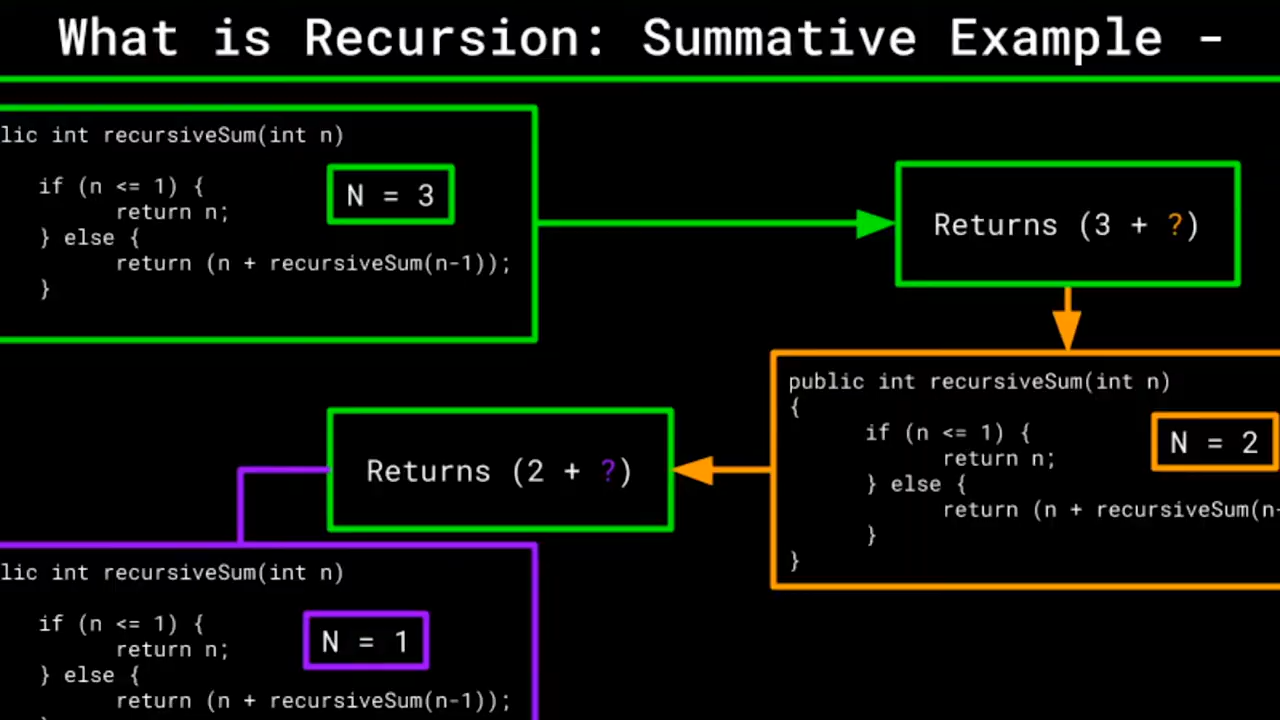 What is Recursion: Summative Example -
lic int recursiveSum(int n)
if (n <= 1) {
return n;
} else {
return (n + recursiveSum(n-1));
}
N = 3
Returns (3 + ?)
public int recursiveSum(int n)
{
if (n <= 1) {
return n;
} else {
return (n + recursiveSum(n-
}
}
N = 2
Returns (2 + ?)
lic int recursiveSum(int n)
if (n <= 1) {
return n;
} else {
return (n + recursiveSum(n-1));
N = 1